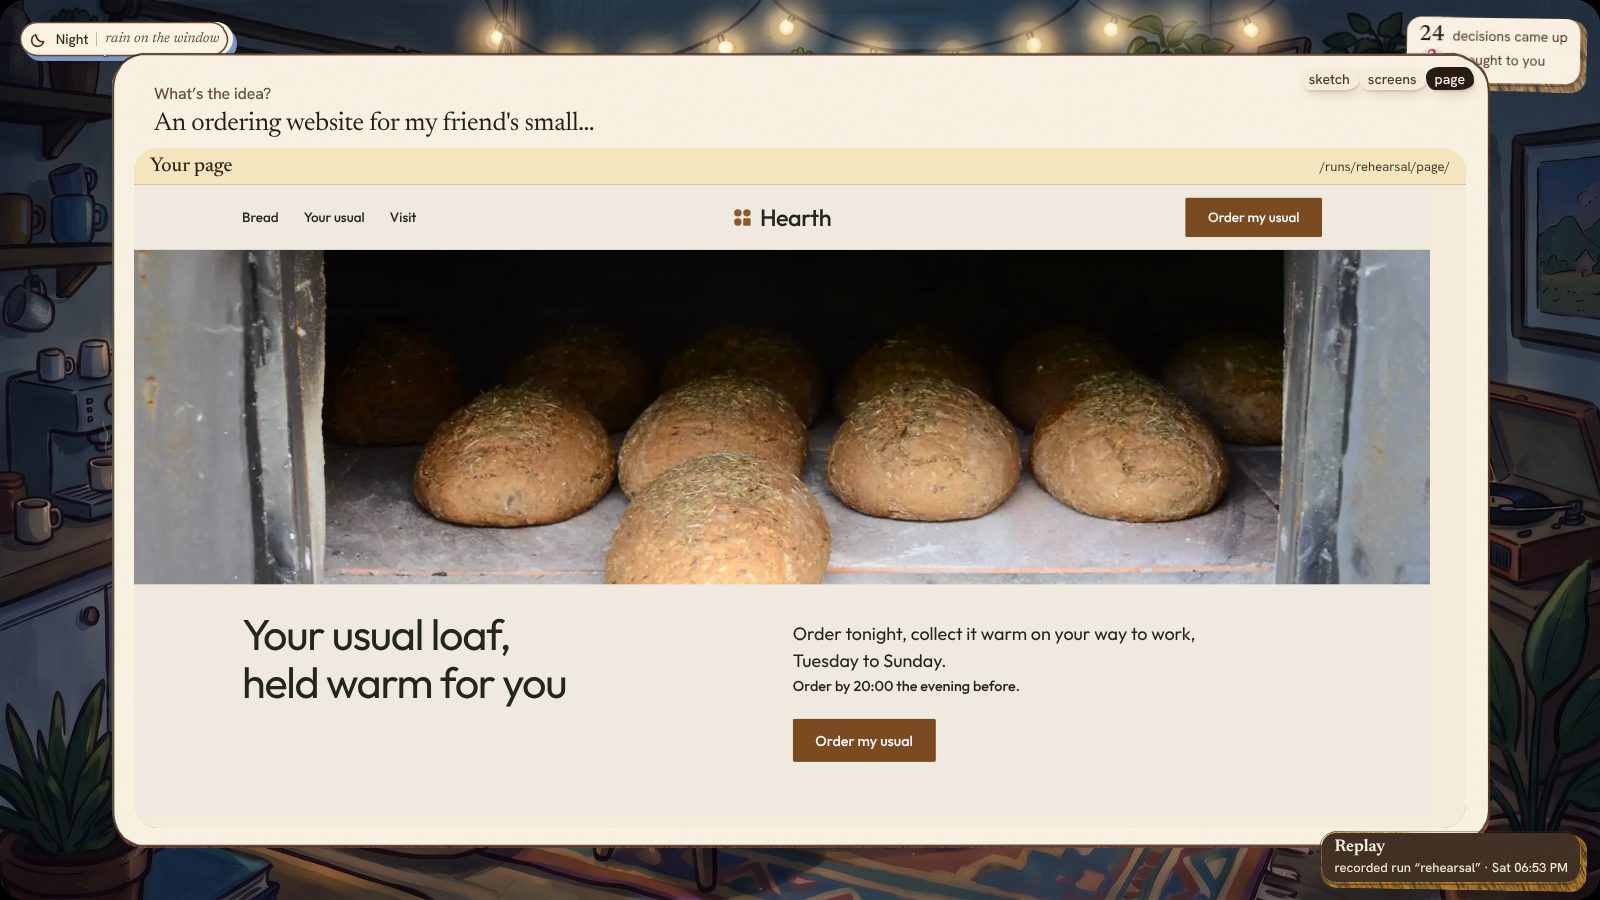 Night
rain on the window
24 decisions came up
to you
sketch
screens
page
What's the idea?
An ordering website for my friend's small...
Your page
/runs/rehearsal/page/
Bread
Your usual
Visit
Hearth
Order my usual
Your usual loaf,
held warm for you
Order tonight, collect it warm on your way to work,
Tuesday to Sunday.
Order by 20:00 the evening before.
Order my usual
Replay
recorded run “rehearsal” · Sat 06:53 PM